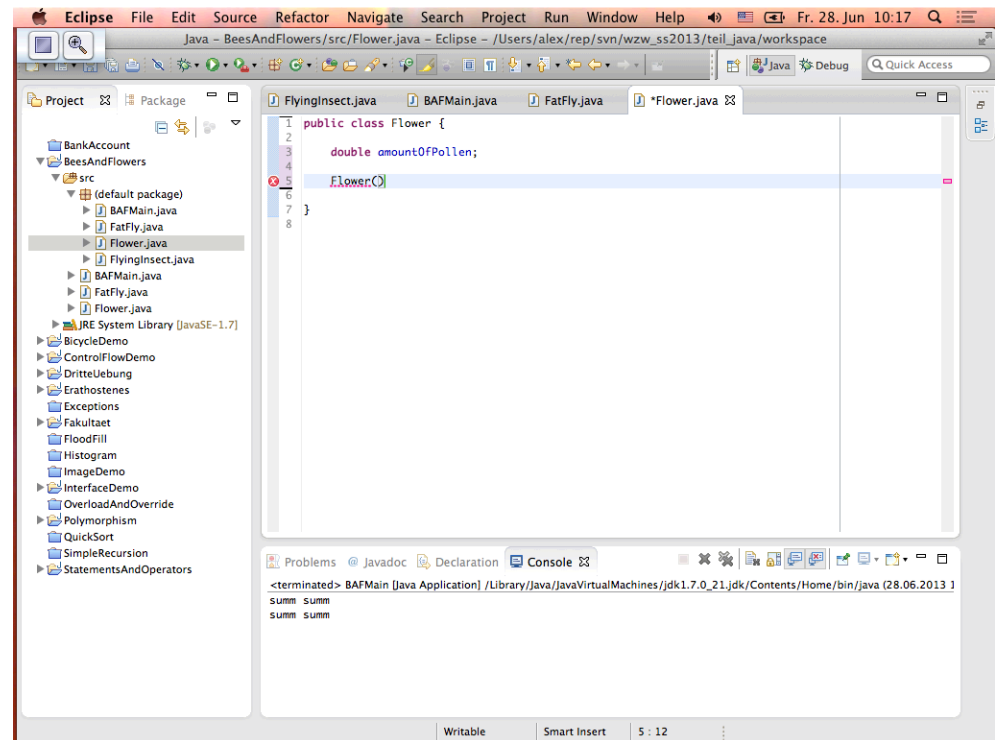 Eclipse File Edit Source Refactor Navigate Search Project Run Window Help Fr. 28. Jun 10:17
Java – BeesAndFlowers/src/Flower.java – Eclipse – /Users/alex/rep/svn/wzw_ss2013/teil_java/workspace
Java Debug Quick Access
Project Package
BankAccount
BeesAndFlowers
src
(default package)
BAFMain.java
FatFly.java
Flower.java
FlyingInsect.java
BAFMain.java
FatFly.java
Flower.java
JRE System Library [JavaSE-1.7]
BicycleDemo
ControlFlowDemo
DritteUebung
Erathostenes
Exceptions
Fakultaet
FloodFill
Histogram
ImageDemo
InterfaceDemo
OverloadAndOverride
Polymorphism
QuickSort
SimpleRecursion
StatementsAndOperators
FlyingInsect.java BAFMain.java FatFly.java *Flower.java
1 public class Flower {
2
3 double amountOfPollen;
4
5 Flower()
6
7 }
8
Problems @ Javadoc Declaration Console
<terminated> BAFMain [Java Application] /Library/Java/JavaVirtualMachines/jdk1.7.0_21.jdk/Contents/Home/bin/java (28.06.2013 1
summ summ
summ summ
Writable Smart Insert 5 : 12